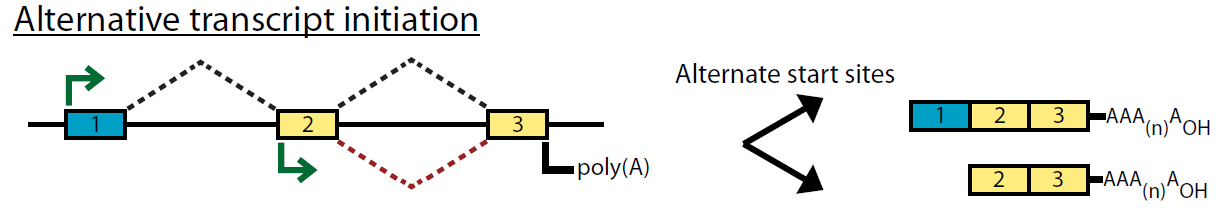 Alternative transcript initiation
1
2
3
poly(A)
Alternate start sites
1 2 3 AAA(n)AOH
2 3 AAA(n)AOH